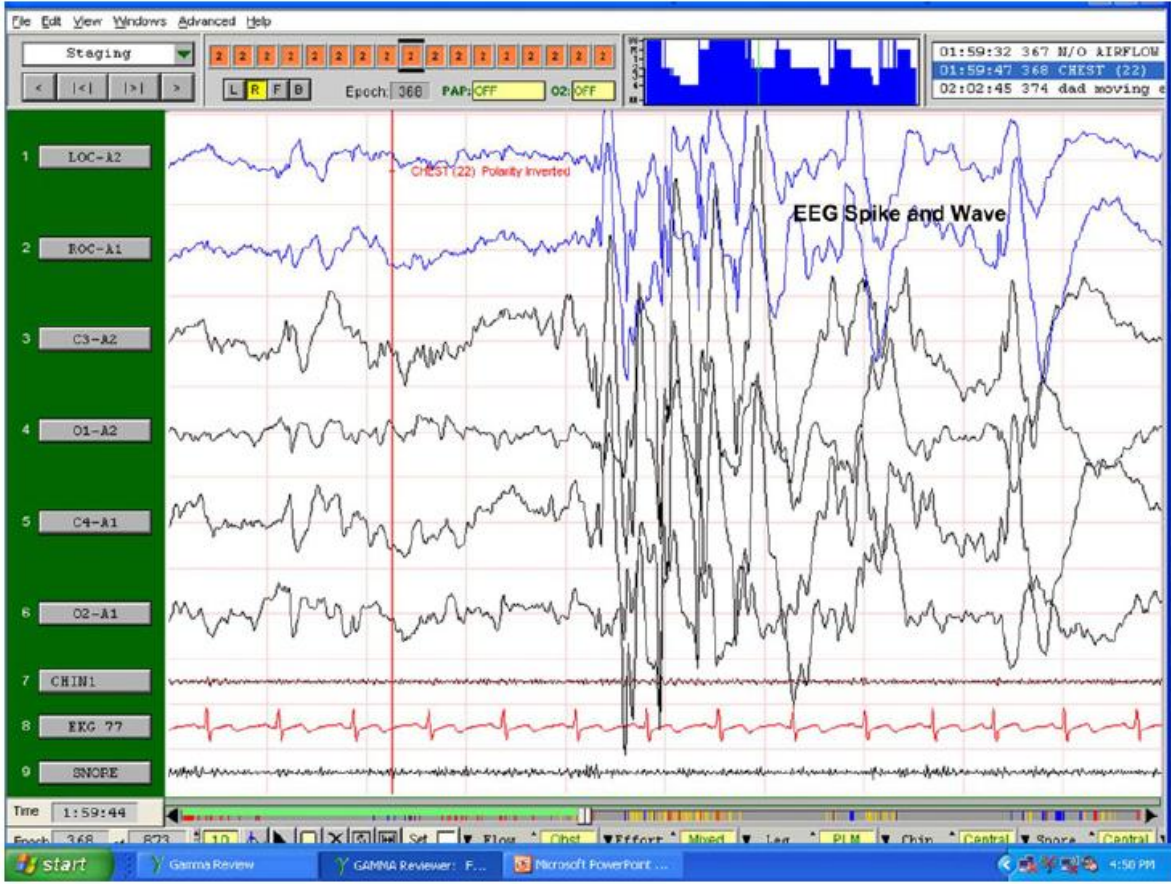 File Edit View Windows Advanced Help
Staging
2 2 2 2 2 2 2 2 2 2 2 2 2 2 2 2 2
01:59:32 367 N/O AIRFLOW
01:59:47 368 CHEST (22)
02:02:45 374 dad moving e
< |<| |>| > L R F B Epoch: 368 PAP: OFF O2: OFF
1 LOC-A2
CHEST (22) Polarity Inverted
EEG Spike and Wave
2 ROC-A1
3 C3-A2
4 O1-A2
5 C4-A1
6 O2-A1
7 CHIN1
8 EKG 77
9 SNORE
Time 1:59:44
Epoch 368 873 10 Set Flow Obst Effort Mixed Leg PLM Chin Central Snore Central
start Gamma Review GAMMA Reviewer: F... Microsoft PowerPoint ... 4:50 PM